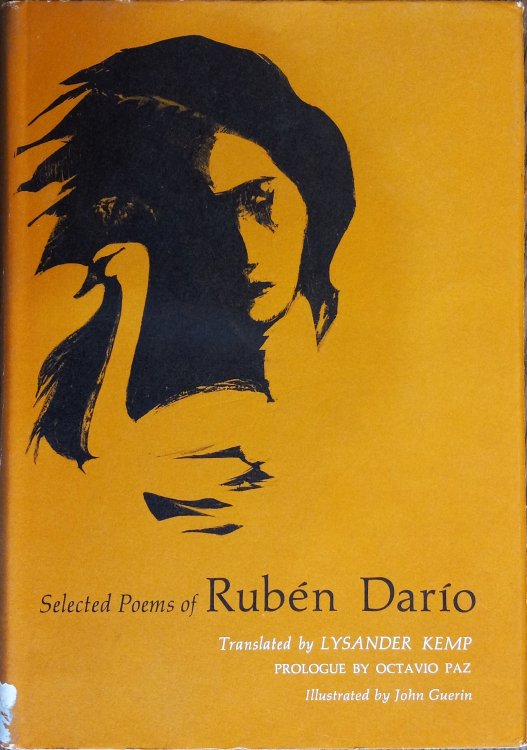 Selected Poems of Rubén Darío
Translated by LYSANDER KEMP
PROLOGUE BY OCTAVIO PAZ
Illustrated by John Guerin